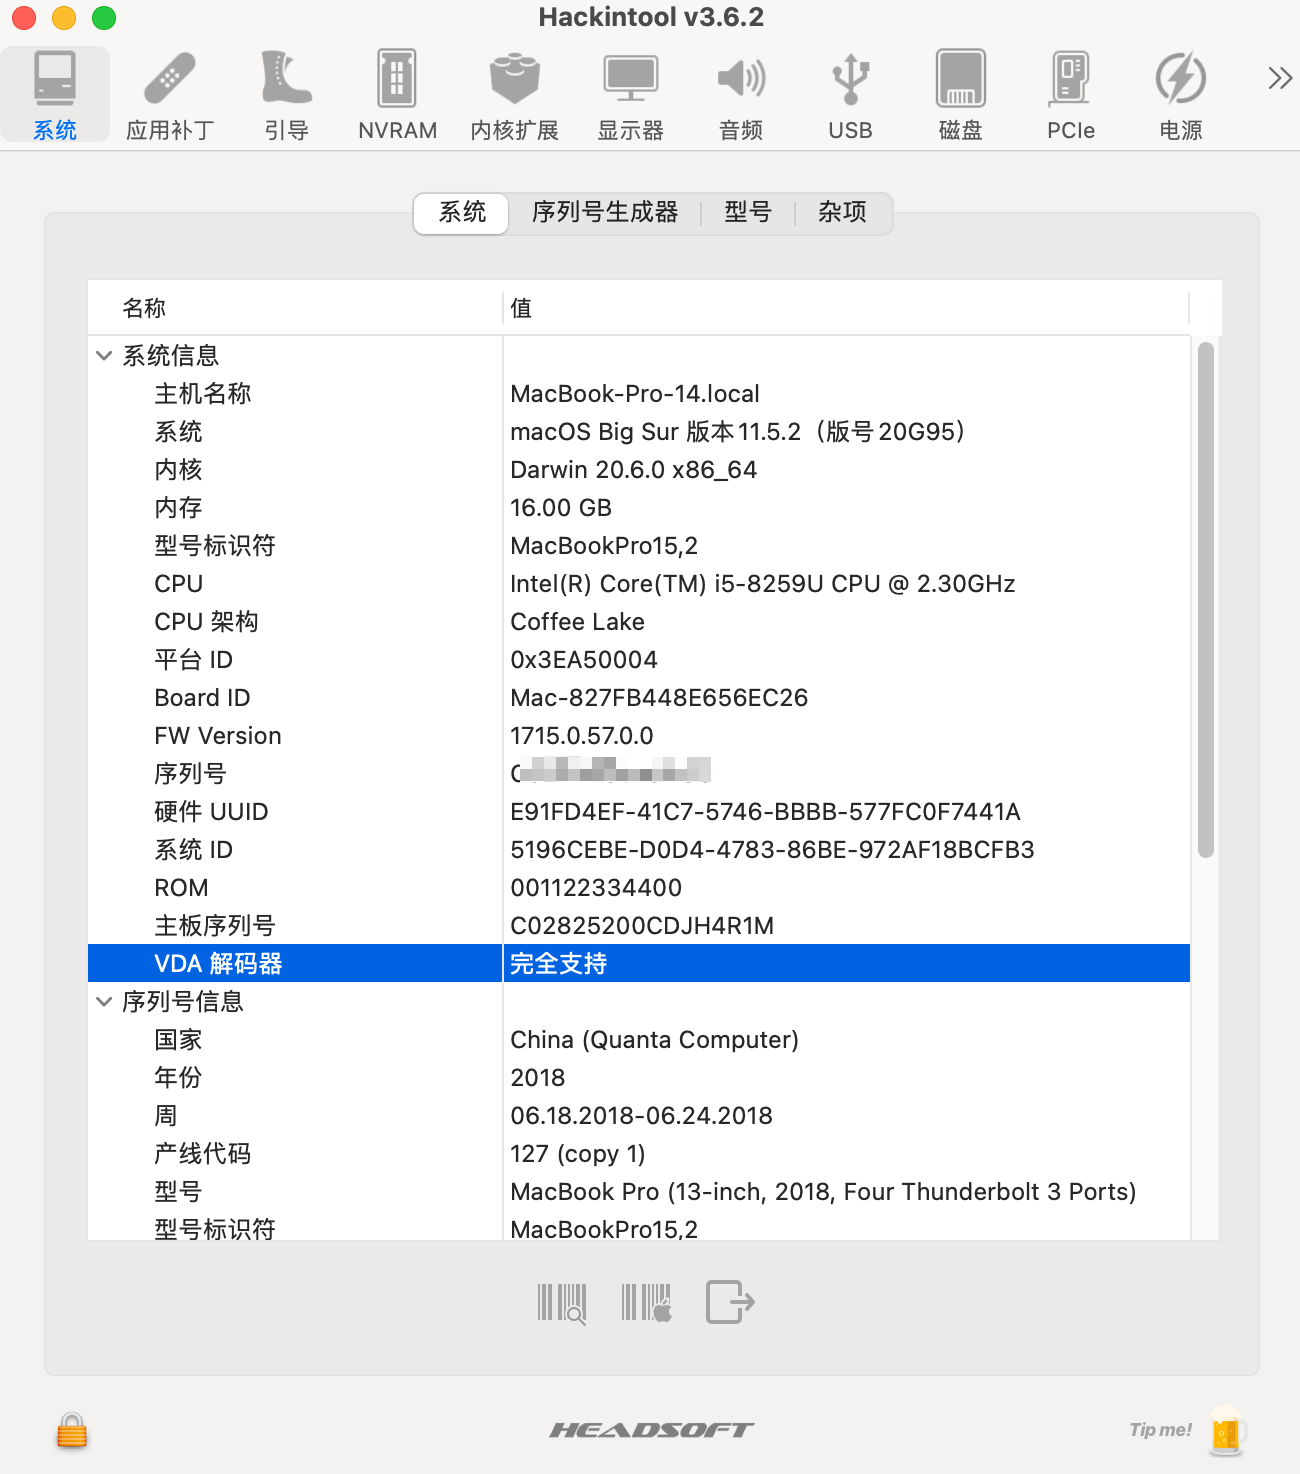 Hackintool v3.6.2
系统 应用补丁 引导 NVRAM 内核扩展 显示器 音频 USB 磁盘 PCIe 电源
系统 序列号生成器 型号 杂项
名称 值
系统信息
主机名称 MacBook-Pro-14.local
系统 macOS Big Sur 版本11.5.2（版号20G95）
内核 Darwin 20.6.0 x86_64
内存 16.00 GB
型号标识符 MacBookPro15,2
CPU Intel(R) Core(TM) i5-8259U CPU @ 2.30GHz
CPU 架构 Coffee Lake
平台 ID 0x3EA50004
Board ID Mac-827FB448E656EC26
FW Version 1715.0.57.0.0
序列号
硬件 UUID E91FD4EF-41C7-5746-BBBB-577FC0F7441A
系统 ID 5196CEBE-D0D4-4783-86BE-972AF18BCFB3
ROM 001122334400
主板序列号 C02825200CDJH4R1M
VDA 解码器 完全支持
序列号信息
国家 China (Quanta Computer)
年份 2018
周 06.18.2018-06.24.2018
产线代码 127 (copy 1)
型号 MacBook Pro (13-inch, 2018, Four Thunderbolt 3 Ports)
型号标识符 MacBookPro15,2
HEADSOFT
Tip me!